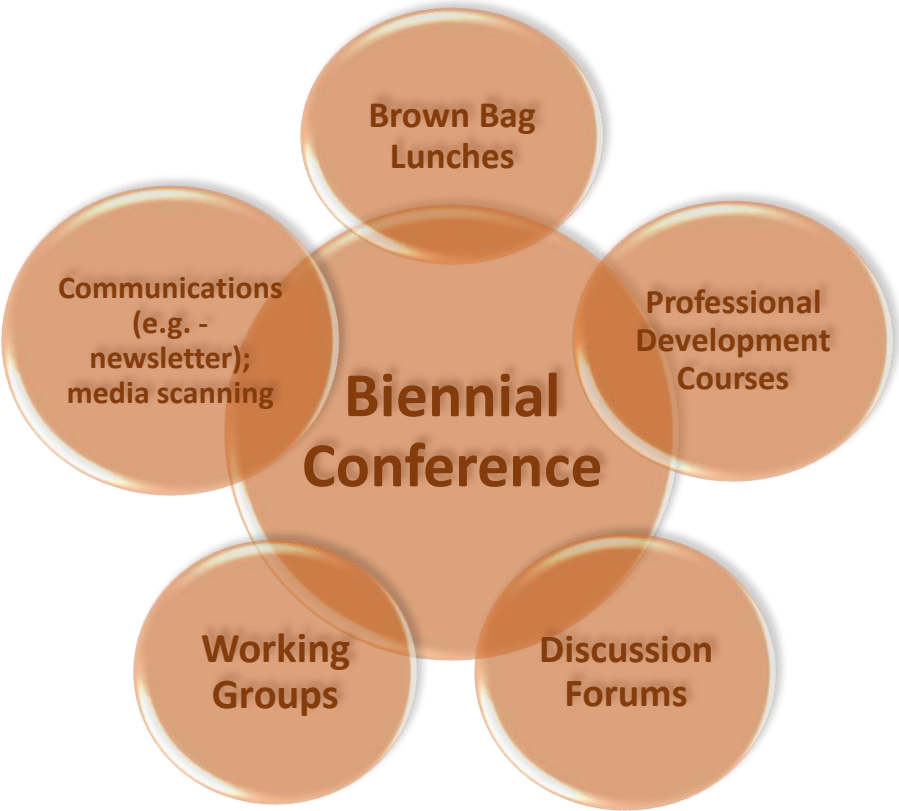 Brown Bag
Lunches
Communications
(e.g. -
newsletter);
media scanning
Professional
Development
Courses
Biennial
Conference
Working
Groups
Discussion
Forums